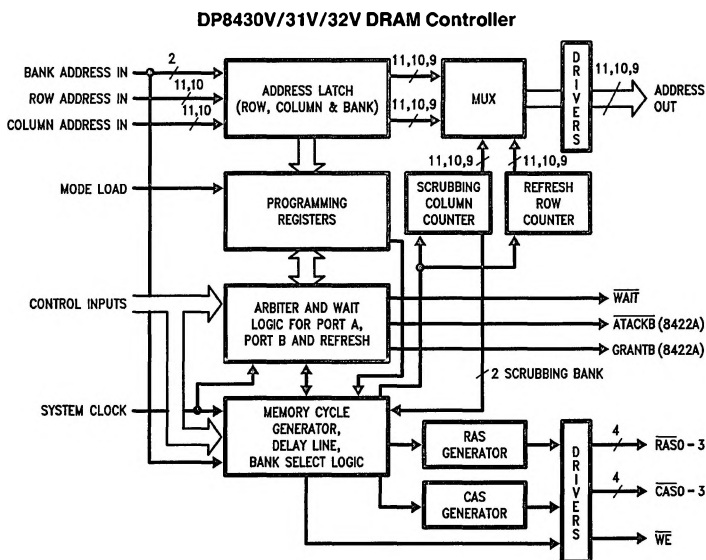 DP8430V/31V/32V DRAM Controller
BANK ADDRESS IN
2
ROW ADDRESS IN
11,10
COLUMN ADDRESS IN
11,10
ADDRESS LATCH
(ROW, COLUMN & BANK)
11,10,9
11,10,9
MUX
DRIVERS
11,10,9
ADDRESS
OUT
11,10,9
11,10,9
MODE LOAD
PROGRAMMING
REGISTERS
SCRUBBING
COLUMN
COUNTER
REFRESH
ROW
COUNTER
CONTROL INPUTS
ARBITER AND WAIT
LOGIC FOR PORT A,
PORT B AND REFRESH
WAIT
ATACKB (8422A)
GRANTB (8422A)
2 SCRUBBING BANK
SYSTEM CLOCK
MEMORY CYCLE
GENERATOR,
DELAY LINE,
BANK SELECT LOGIC
RAS
GENERATOR
CAS
GENERATOR
DRIVERS
4
RAS0-3
4
CAS0-3
WE